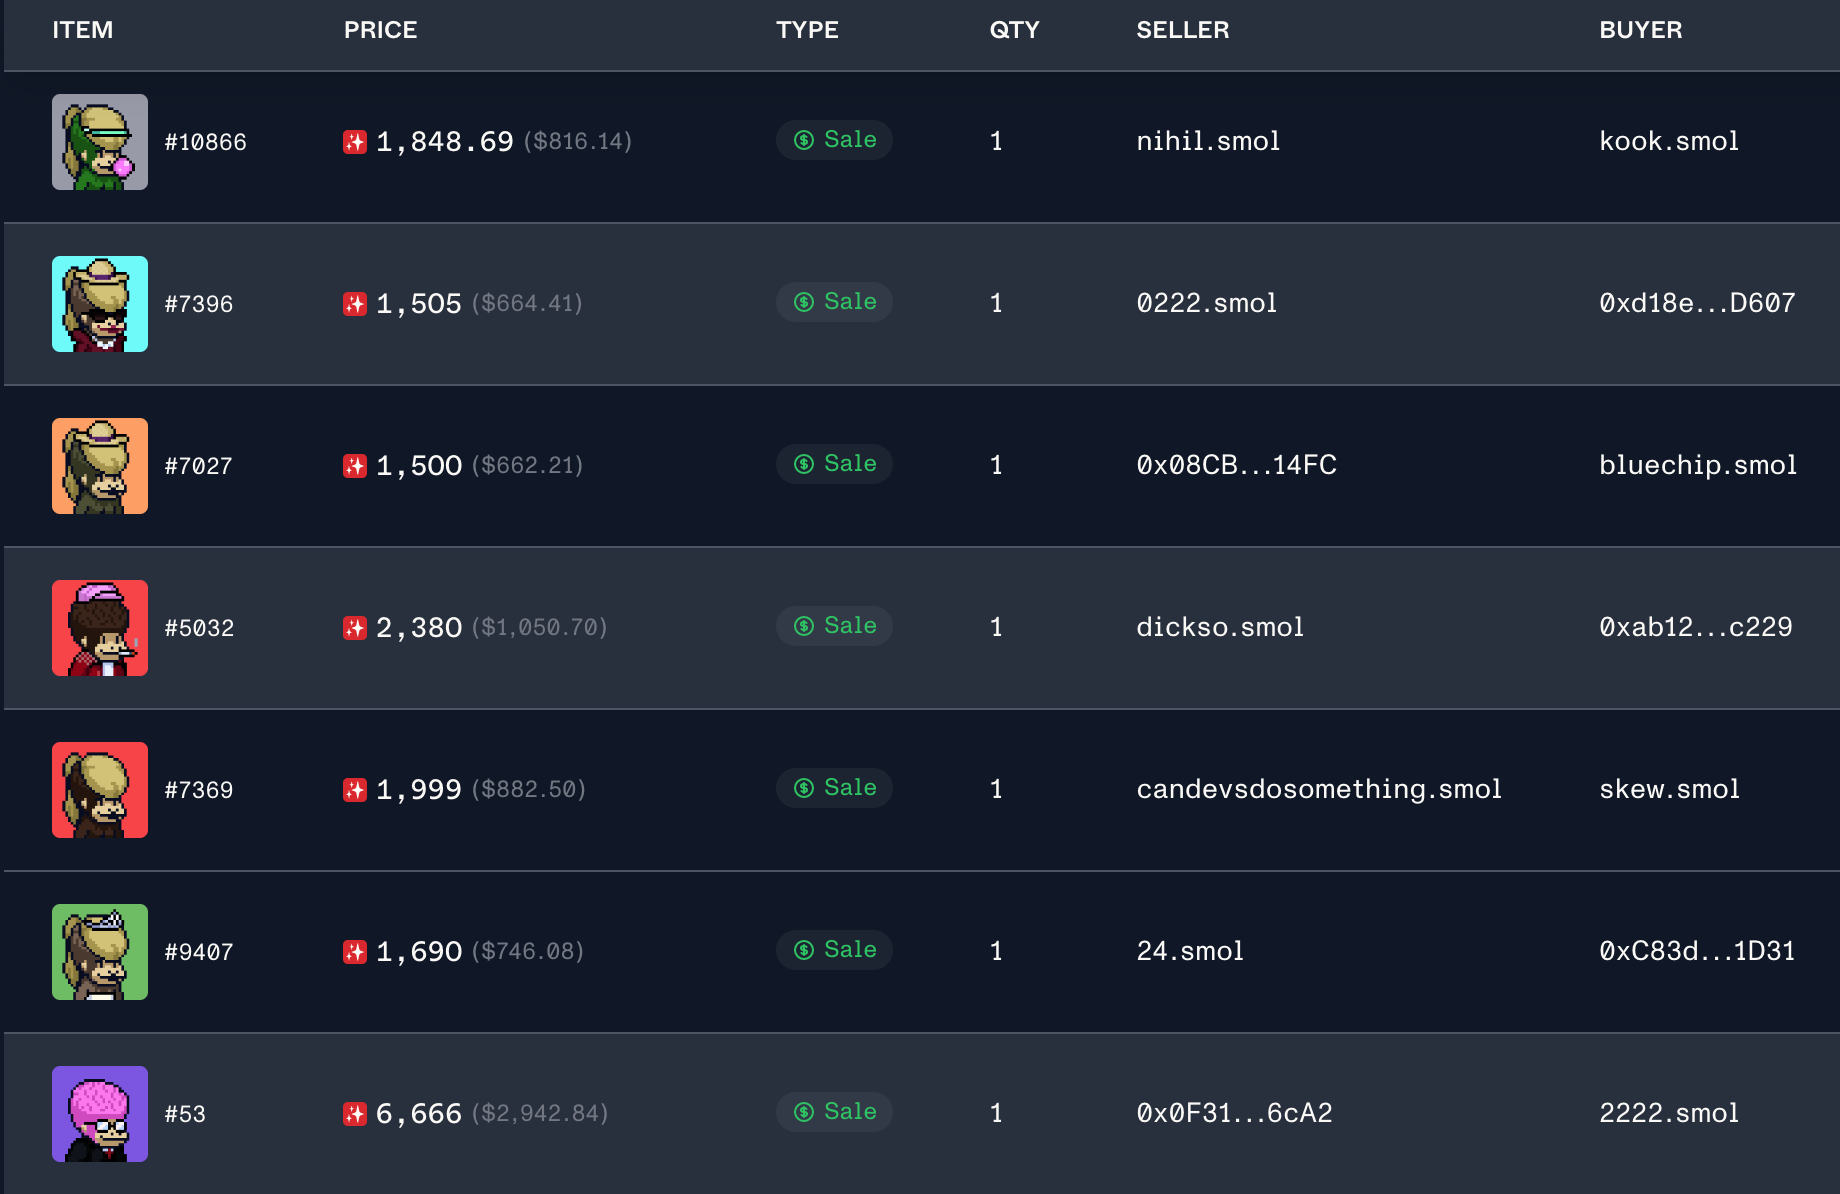 ITEM PRICE TYPE QTY SELLER BUYER
#10866 1,848.69 ($816.14) Sale 1 nihil.smol kook.smol
#7396 1,505 ($664.41) Sale 1 0222.smol 0xd18e...D607
#7027 1,500 ($662.21) Sale 1 0x08CB...14FC bluechip.smol
#5032 2,380 ($1,050.70) Sale 1 dickso.smol 0xab12...c229
#7369 1,999 ($882.50) Sale 1 candevsdosomething.smol skew.smol
#9407 1,690 ($746.08) Sale 1 24.smol 0xC83d...1D31
#53 6,666 ($2,942.84) Sale 1 0x0F31...6cA2 2222.smol